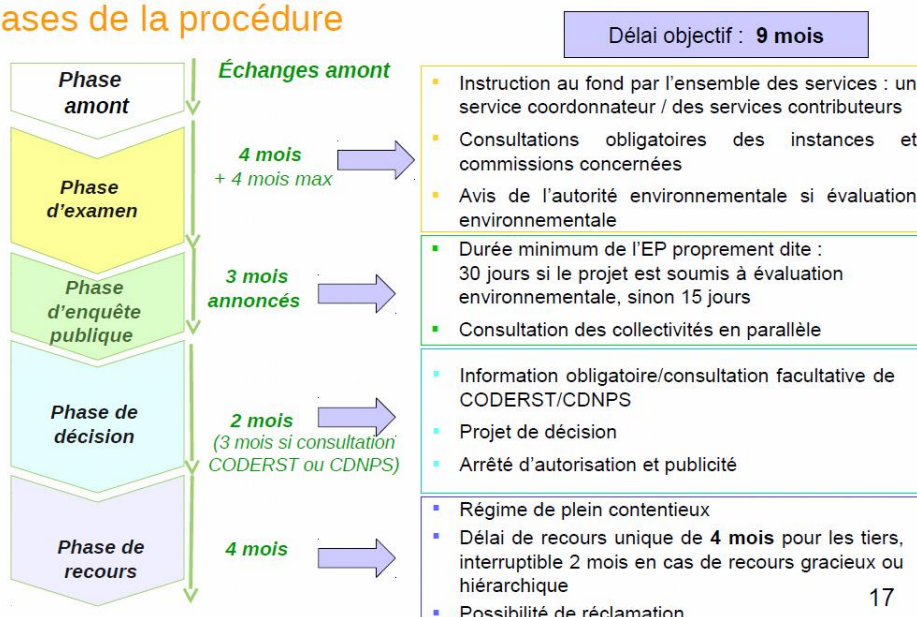 ases de la procédure
Délai objectif : 9 mois
Phase
amont
Échanges amont
Phase
d'examen
4 mois
+ 4 mois max
▪ Instruction au fond par l'ensemble des services : un
service coordonnateur / des services contributeurs
▪ Consultations obligatoires des instances et
commissions concernées
▪ Avis de l'autorité environnementale si évaluation
environnementale
Phase
d'enquête
publique
3 mois
annoncés
▪ Durée minimum de l'EP proprement dite :
30 jours si le projet est soumis à évaluation
environnementale, sinon 15 jours
▪ Consultation des collectivités en parallèle
Phase de
décision
2 mois
(3 mois si consultation
CODERST ou CDNPS)
▪ Information obligatoire/consultation facultative de
CODERST/CDNPS
▪ Projet de décision
▪ Arrêté d'autorisation et publicité
Phase de
recours
4 mois
▪ Régime de plein contentieux
▪ Délai de recours unique de 4 mois pour les tiers,
interruptible 2 mois en cas de recours gracieux ou
hiérarchique
▪ Possibilité de réclamation
17